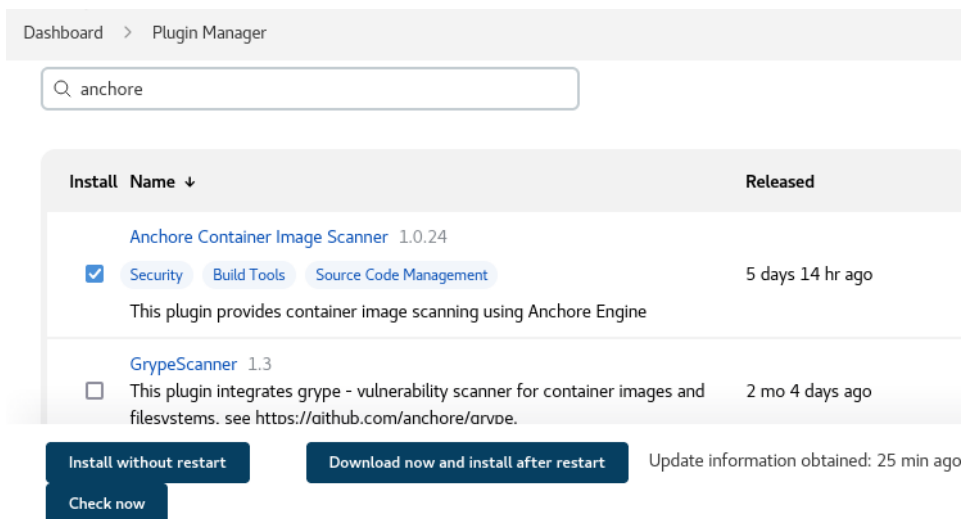 Dashboard > Plugin Manager
anchore
Install Name ↓ Released
Anchore Container Image Scanner 1.0.24
Security Build Tools Source Code Management 5 days 14 hr ago
This plugin provides container image scanning using Anchore Engine
GrypeScanner 1.3
This plugin integrates grype - vulnerability scanner for container images and 2 mo 4 days ago
filesystems, see https://github.com/anchore/grype.
Install without restart Download now and install after restart Update information obtained: 25 min ago
Check now